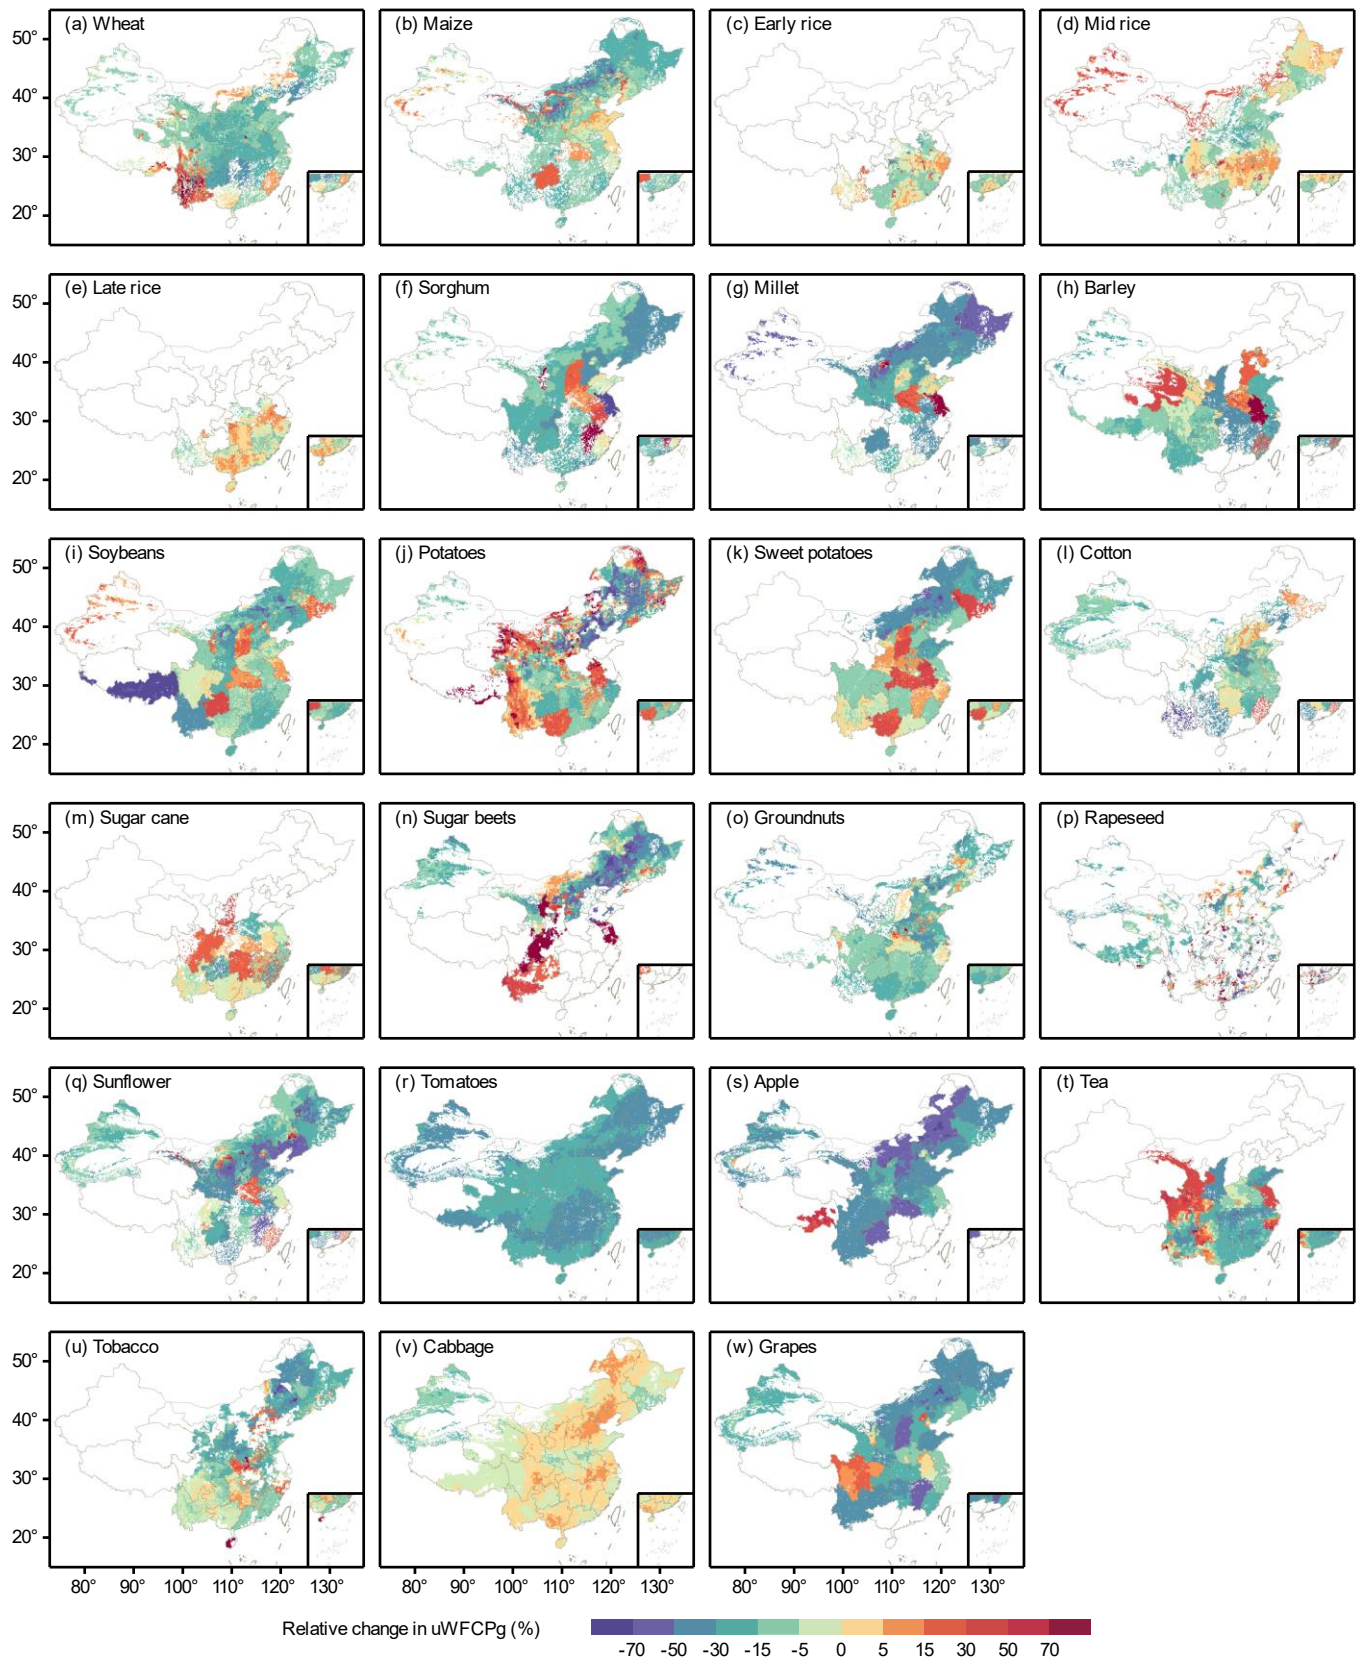 (a) Wheat
(b) Maize
(c) Early rice
(d) Mid rice
50°
40°
30°
20°
(e) Late rice
(f) Sorghum
(g) Millet
(h) Barley
50°
40°
30°
20°
(i) Soybeans
(j) Potatoes
(k) Sweet potatoes
(l) Cotton
50°
40°
30°
20°
(m) Sugar cane
(n) Sugar beets
(o) Groundnuts
(p) Rapeseed
50°
40°
30°
20°
(q) Sunflower
(r) Tomatoes
(s) Apple
(t) Tea
50°
40°
30°
20°
(u) Tobacco
(v) Cabbage
(w) Grapes
50°
40°
30°
20°
80° 90° 100° 110° 120° 130°
80° 90° 100° 110° 120° 130°
80° 90° 100° 110° 120° 130°
Relative change in uWFCPg (%)
-70 -50 -30 -15 -5 0 5 15 30 50 70